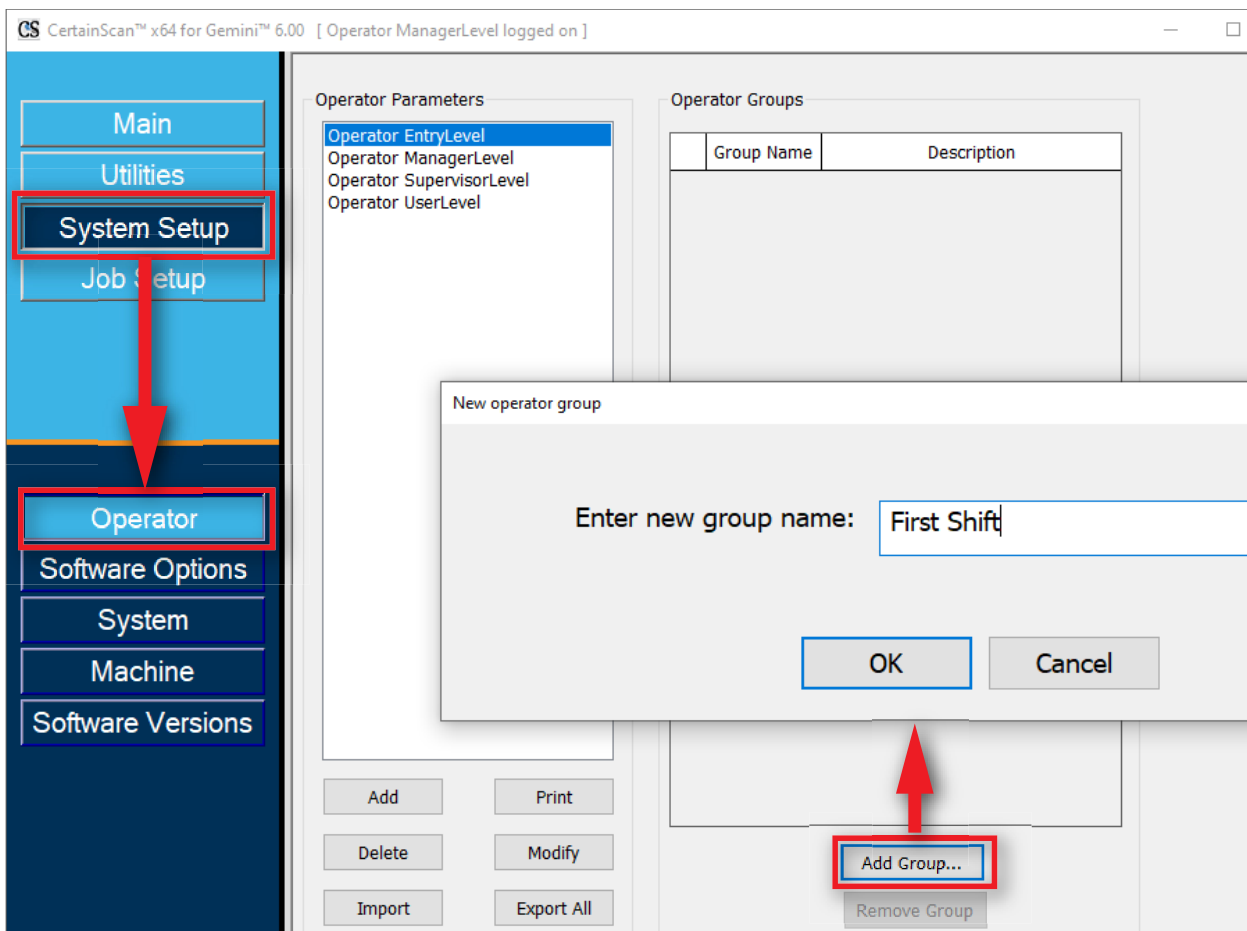 CS CertainScan™ x64 for Gemini™ 6.00 [ Operator ManagerLevel logged on ]
Main
Utilities
System Setup
Job Setup
Operator
Software Options
System
Machine
Software Versions
Operator Parameters
Operator EntryLevel
Operator ManagerLevel
Operator SupervisorLevel
Operator UserLevel
Add Print
Delete Modify
Import Export All
Operator Groups
Group Name Description
New operator group
Enter new group name: First Shift
OK Cancel
Add Group...
Remove Group